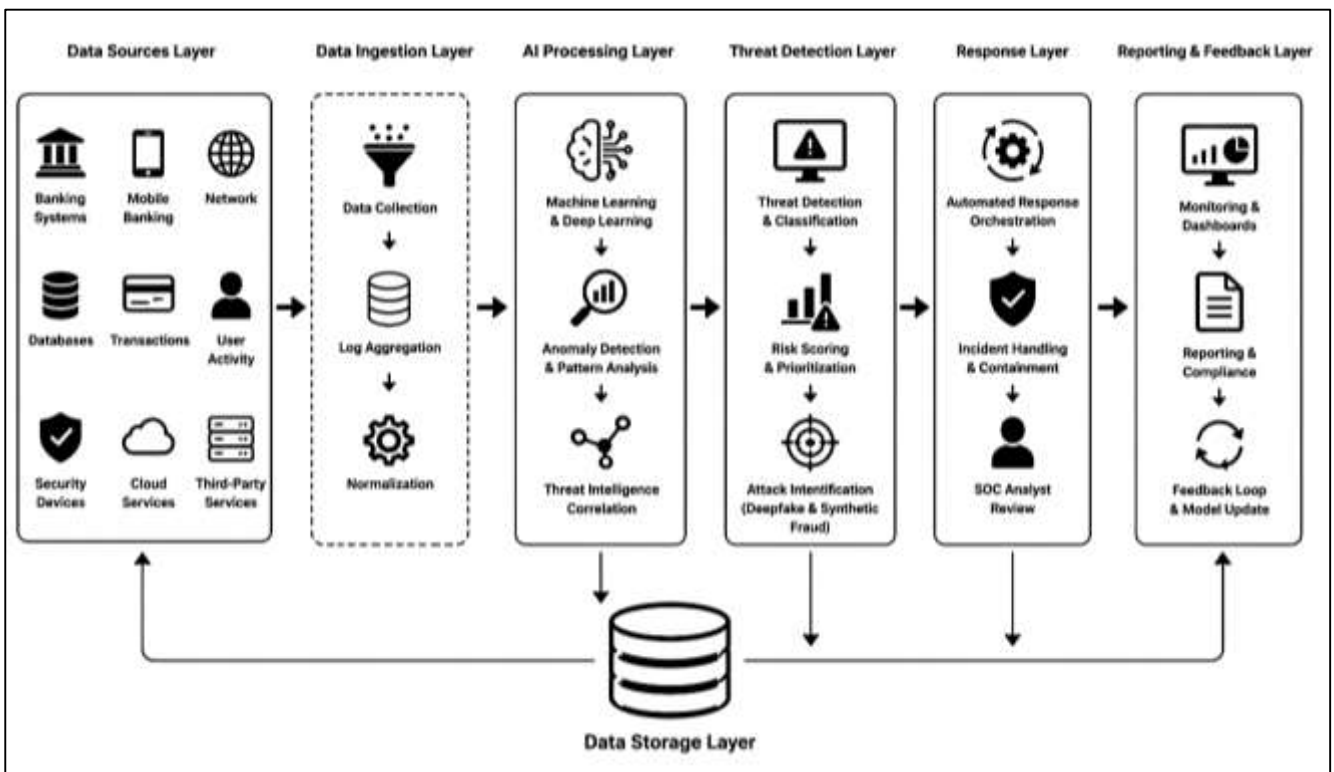 Data Sources Layer
Data Ingestion Layer
AI Processing Layer
Threat Detection Layer
Response Layer
Reporting & Feedback Layer
Banking
Systems
Mobile
Banking
Network
Databases
Transactions
User
Activity
Security
Devices
Cloud
Services
Third-Party
Services
Data Collection
Log Aggregation
Normalization
Machine Learning
& Deep Learning
Anomaly Detection
& Pattern Analysis
Threat Intelligence
Correlation
Threat Detection
& Classification
Risk Scoring
& Prioritization
Attack Intentification
(Deepfake & Synthetic
Fraud)
Automated Response
Orchestration
Incident Handling
& Containment
SOC Analyst
Review
Monitoring &
Dashboards
Reporting &
Compliance
Feedback Loop
& Model Update
Data Storage Layer